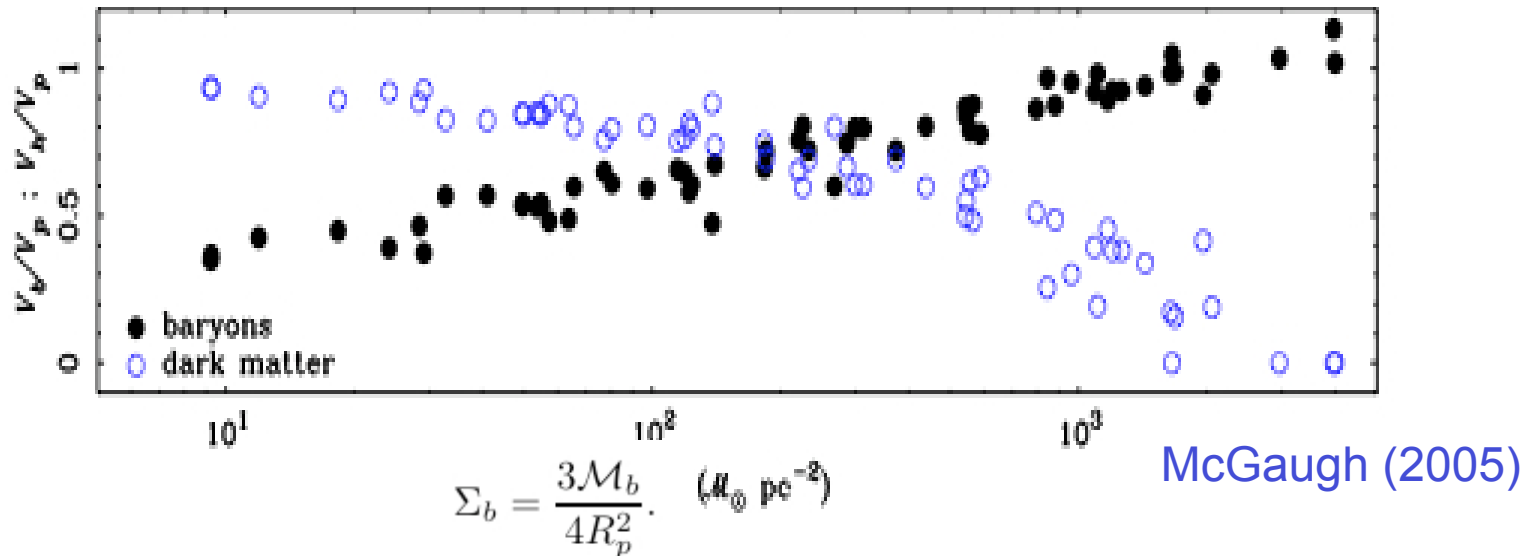 V_b/V_p : V_h/V_p
1
0.5
0
baryons
dark matter
10^1 10^2 10^3
Σ_b = 3ℳ_b / 4R_p^2. (ℳ_⊙ pc^{-2})
McGaugh (2005)